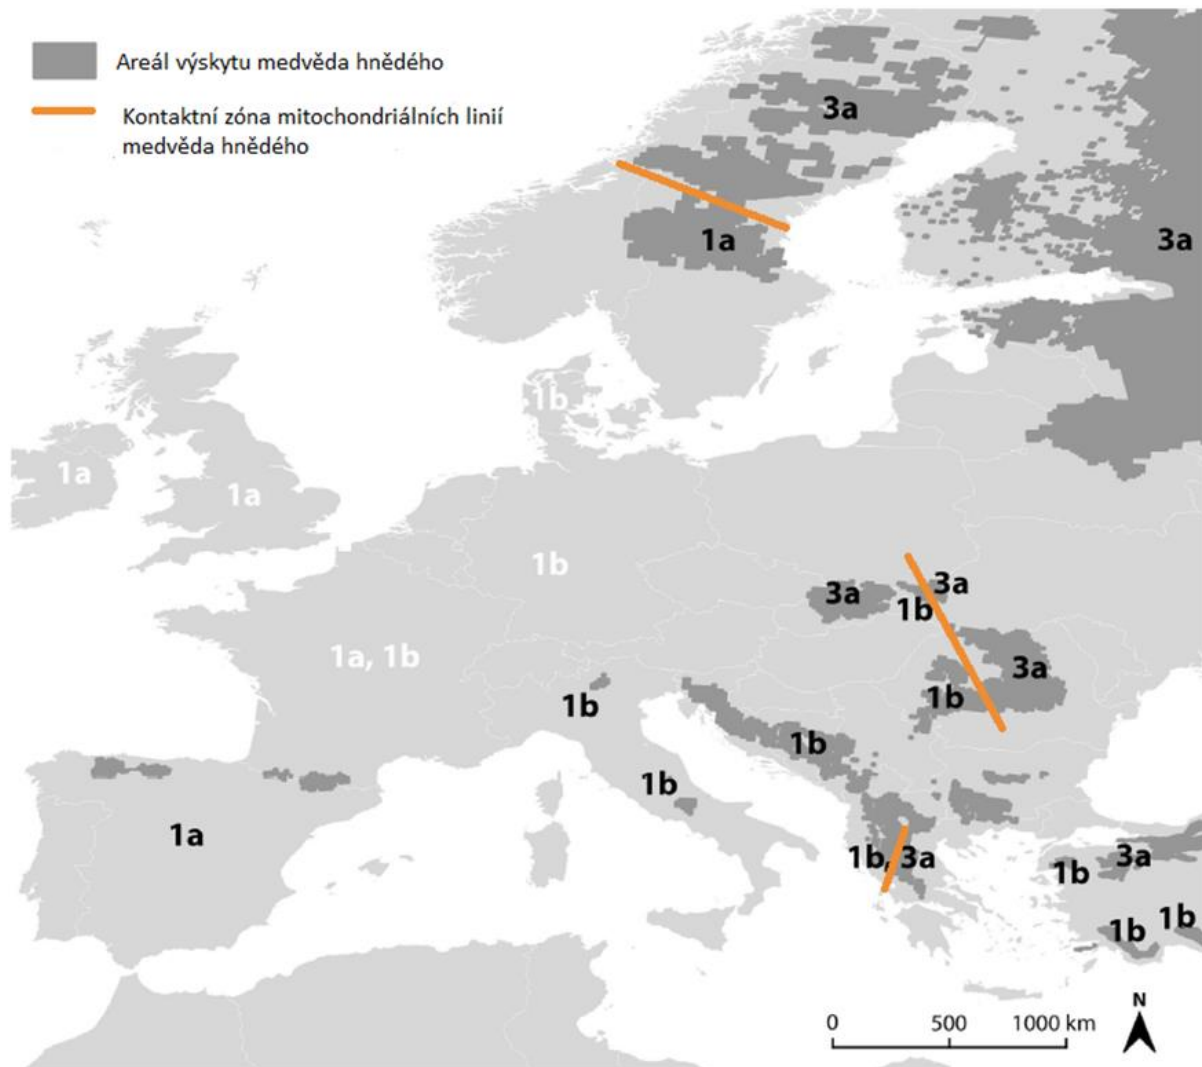 Areál výskytu medvěda hnědého
Kontaktní zóna mitochondriálních linií
medvěda hnědého
3a
1a
3a
1b
1a
1a
1b
3a
3a
1b
1a, 1b
3a
1b
1b
1b
1b
1a
1b,
3a
3a
1b
1b
1b
N
0
500
1000 km